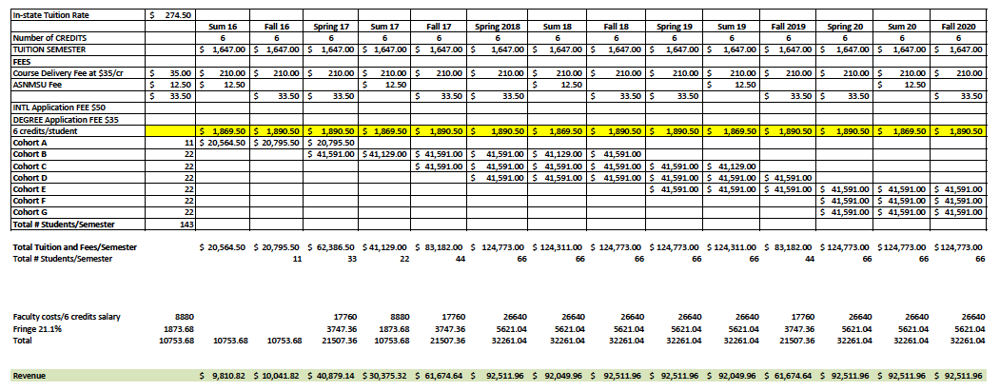 In-state Tuition Rate $ 274.50
Sum 16 Fall 16 Spring 17 Sum 17 Fall 17 Spring 2018 Sum 18 Fall 18 Spring 19 Sum 19 Fall 2019 Spring 20 Sum 20 Fall 2020
Number of CREDITS 6 6 6 6 6 6 6 6 6 6 6 6 6 6
TUITION SEMESTER $ 1,647.00 $ 1,647.00 $ 1,647.00 $ 1,647.00 $ 1,647.00 $ 1,647.00 $ 1,647.00 $ 1,647.00 $ 1,647.00 $ 1,647.00 $ 1,647.00 $ 1,647.00 $ 1,647.00 $ 1,647.00
FEES
Course Delivery Fee at $35/cr $ 35.00 $ 210.00 $ 210.00 $ 210.00 $ 210.00 $ 210.00 $ 210.00 $ 210.00 $ 210.00 $ 210.00 $ 210.00 $ 210.00 $ 210.00 $ 210.00 $ 210.00
ASNMSU Fee $ 12.50 $ 12.50 $ 12.50 $ 12.50 $ 12.50 $ 12.50
$ 33.50 $ 33.50 $ 33.50 $ 33.50 $ 33.50 $ 33.50 $ 33.50 $ 33.50 $ 33.50 $ 33.50
INTL Application FEE $50
DEGREE Application FEE $35
6 credits/student $ 1,869.50 $ 1,890.50 $ 1,890.50 $ 1,869.50 $ 1,890.50 $ 1,890.50 $ 1,869.50 $ 1,890.50 $ 1,890.50 $ 1,869.50 $ 1,890.50 $ 1,890.50 $ 1,869.50 $ 1,890.50
Cohort A 11 $ 20,564.50 $ 20,795.50 $ 20,795.50
Cohort B 22 $ 41,591.00 $ 41,129.00 $ 41,591.00 $ 41,591.00 $ 41,129.00 $ 41,591.00
Cohort C 22 $ 41,591.00 $ 41,591.00 $ 41,591.00 $ 41,591.00 $ 41,591.00 $ 41,129.00
Cohort D 22 $ 41,591.00 $ 41,591.00 $ 41,591.00 $ 41,591.00 $ 41,591.00 $ 41,591.00
Cohort E 22 $ 41,591.00 $ 41,591.00 $ 41,591.00 $ 41,591.00 $ 41,591.00 $ 41,591.00
Cohort F 22 $ 41,591.00 $ 41,591.00 $ 41,591.00
Cohort G 22 $ 41,591.00 $ 41,591.00 $ 41,591.00
Total # Students/Semester 143
Total Tuition and Fees/Semester $ 20,564.50 $ 20,795.50 $ 62,386.50 $ 41,129.00 $ 83,182.00 $ 124,773.00 $ 124,311.00 $ 124,773.00 $ 124,773.00 $ 124,311.00 $ 83,182.00 $ 124,773.00 $ 124,773.00 $ 124,773.00
Total # Students/Semester 11 33 22 44 66 66 66 66 66 44 66 66 66
Faculty costs/6 credits salary 8880 17760 8880 17760 26640 26640 26640 26640 26640 17760 26640 26640 26640
Fringe 21.1% 1873.68 3747.36 1873.68 3747.36 5621.04 5621.04 5621.04 5621.04 5621.04 3747.36 5621.04 5621.04 5621.04
Total 10753.68 10753.68 10753.68 21507.36 10753.68 21507.36 32261.04 32261.04 32261.04 32261.04 32261.04 21507.36 32261.04 32261.04 32261.04
Revenue $ 9,810.82 $ 10,041.82 $ 40,879.14 $ 30,375.32 $ 61,674.64 $ 92,511.96 $ 92,049.96 $ 92,511.96 $ 92,511.96 $ 92,049.96 $ 61,674.64 $ 92,511.96 $ 92,511.96 $ 92,511.96